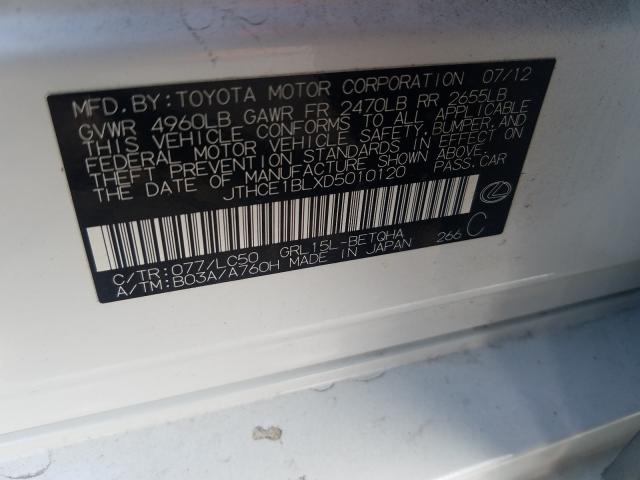 MFD. BY: TOYOTA MOTOR CORPORATION 07/12
GVWR 4960LB GAWR FR 2470LB RR 2655LB
THIS VEHICLE CONFORMS TO ALL APPLICABLE
FEDERAL MOTOR VEHICLE SAFETY, BUMPER, AND
THEFT PREVENTION STANDARDS IN EFFECT ON
THE DATE OF MANUFACTURE SHOWN ABOVE.
JTHCE1BLXD5010120 PASS. CAR
C/TR: 077/LC50 GRL15L-BETQHA 266 C
A/TM: B03A/A760H MADE IN JAPAN